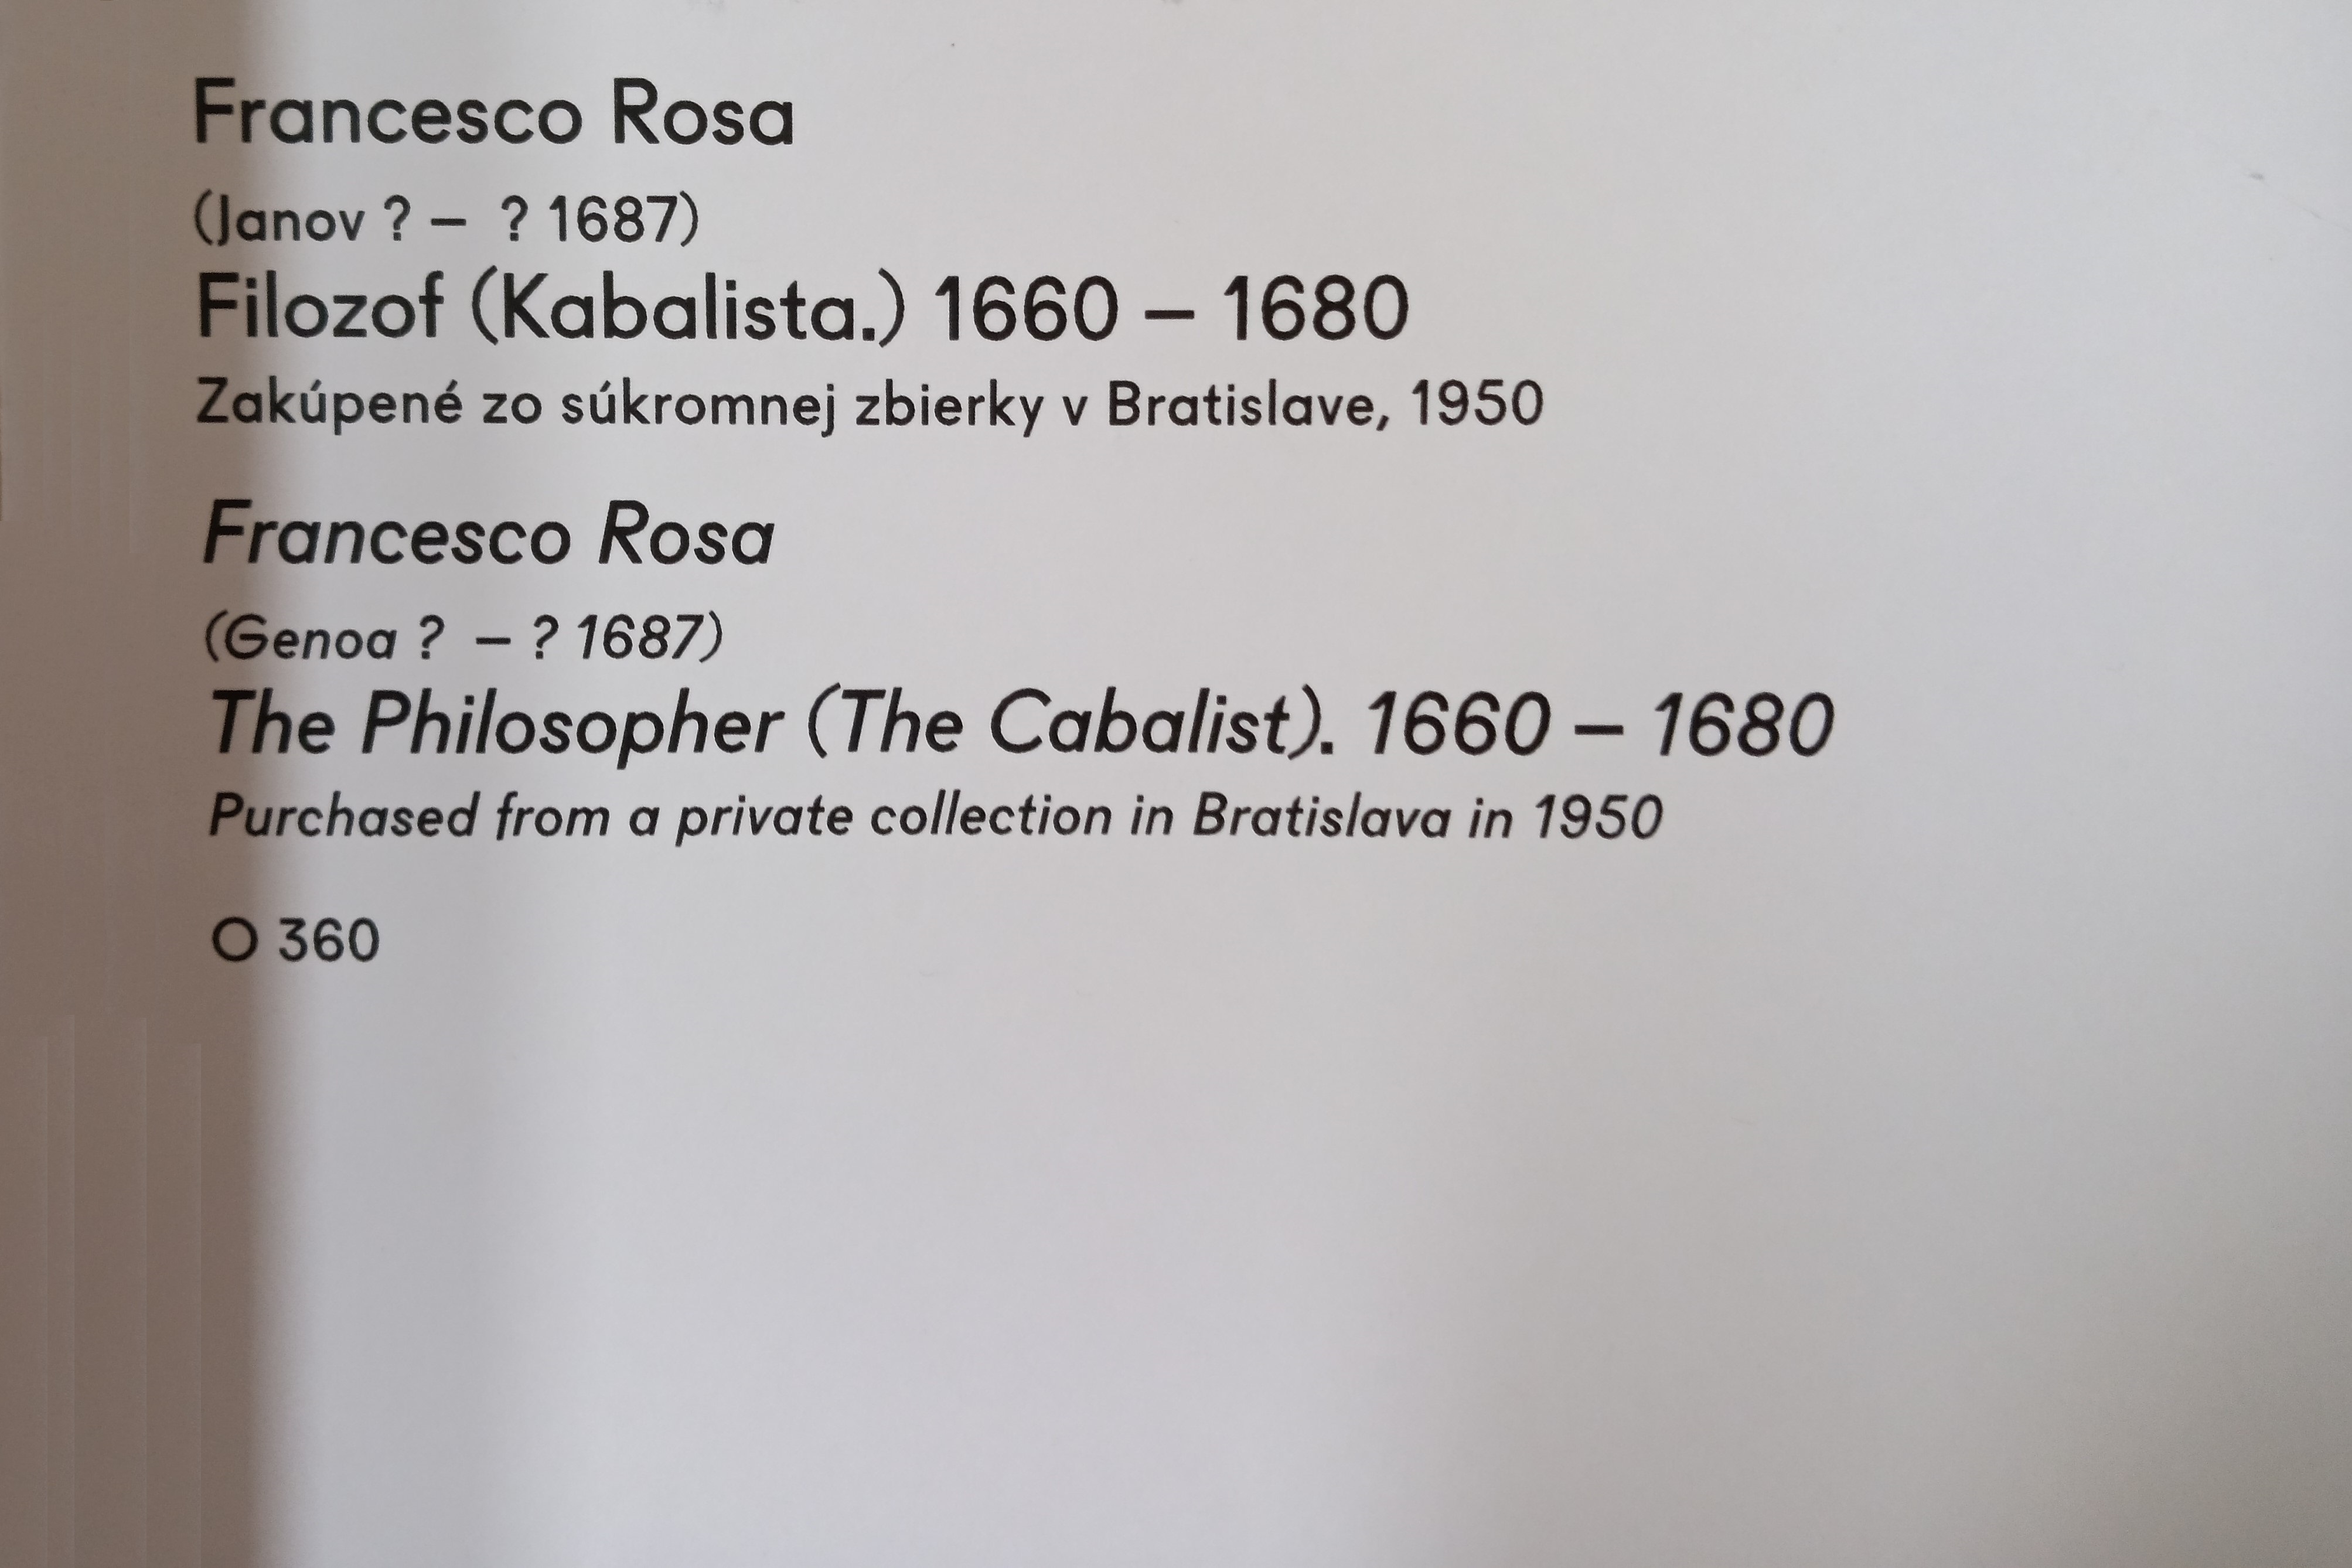 Francesco Rosa
(Janov ? – ? 1687)
Filozof (Kabalista.) 1660 – 1680
Zakúpené zo súkromnej zbierky v Bratislave, 1950
Francesco Rosa
(Genoa ? – ? 1687)
The Philosopher (The Cabalist). 1660 – 1680
Purchased from a private collection in Bratislava in 1950
O 360